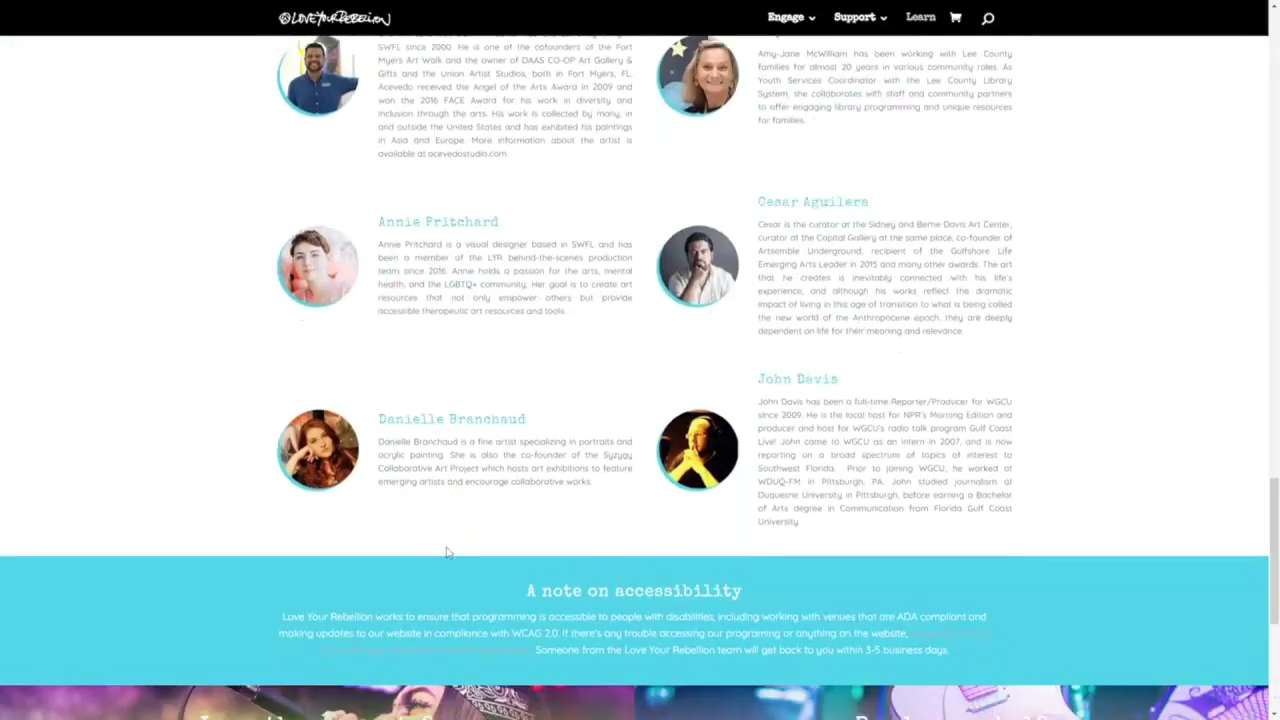 LOVEYOURREBELLION
Engage
Support
Learn
SWFL since 2000. He is one of the cofounders of the Fort
Myers Art Walk and the owner of DAAS CO-OP Art Gallery &
Gifts and the Union Artist Studios, both in Fort Myers, FL.
Acevedo received the Angel of the Arts Award in 2009 and
won the 2016 FACE Award for his work in diversity and
inclusion through the arts. His work is collected by many, in
and outside the United States and has exhibited his paintings
in Asia and Europe. More information about the artist is
available at acevedostudio.com.
Amy-Jane McWilliam has been working with Lee County
families for almost 20 years in various community roles. As
Youth Services Coordinator with the Lee County Library
System, she collaborates with staff and community partners
to offer engaging library programming and unique resources
for families.
Annie Pritchard
Annie Pritchard is a visual designer based in SWFL and has
been a member of the LYR behind-the-scenes production
team since 2016. Annie holds a passion for the arts, mental
health, and the LGBTQ+ community. Her goal is to create art
resources that not only empower others but provide
accessible therapeutic art resources and tools.
Cesar Aguilera
Cesar is the curator at the Sidney and Berne Davis Art Center,
curator at the Capital Gallery at the same place, co-founder of
Artsemble Underground, recipient of the Gulfshore Life
Emerging Arts Leader in 2015 and many other awards. The art
that he creates is inevitably connected with his life's
experience, and although his works reflect the dramatic
impact of living in this age of transition to what is being called
the new world of the Anthropocene epoch, they are deeply
dependent on life for their meaning and relevance.
Danielle Branchaud
Danielle Branchaud is a fine artist specializing in portraits and
acrylic painting. She is also the co-founder of the Syzygy
Collaborative Art Project which hosts art exhibitions to feature
emerging artists and encourage collaborative works.
John Davis
John Davis has been a full-time Reporter/Producer for WGCU
since 2009. He is the local host for NPR's Morning Edition and
producer and host for WGCU's radio talk program Gulf Coast
Live! John came to WGCU as an intern in 2007, and is now
reporting on a broad spectrum of topics of interest to
Southwest Florida. Prior to joining WGCU, he worked at
WDUQ-FM in Pittsburgh, PA. John studied journalism at
Duquesne University in Pittsburgh, before earning a Bachelor
of Arts degree in Communication from Florida Gulf Coast
University.
A note on accessibility
Love Your Rebellion works to ensure that programming is accessible to people with disabilities, including working with venues that are ADA compliant and
making updates to our website in compliance with WCAG 2.0. If there's any trouble accessing our programing or anything on the website,
. Someone from the Love Your Rebellion team will get back to you within 3-5 business days.